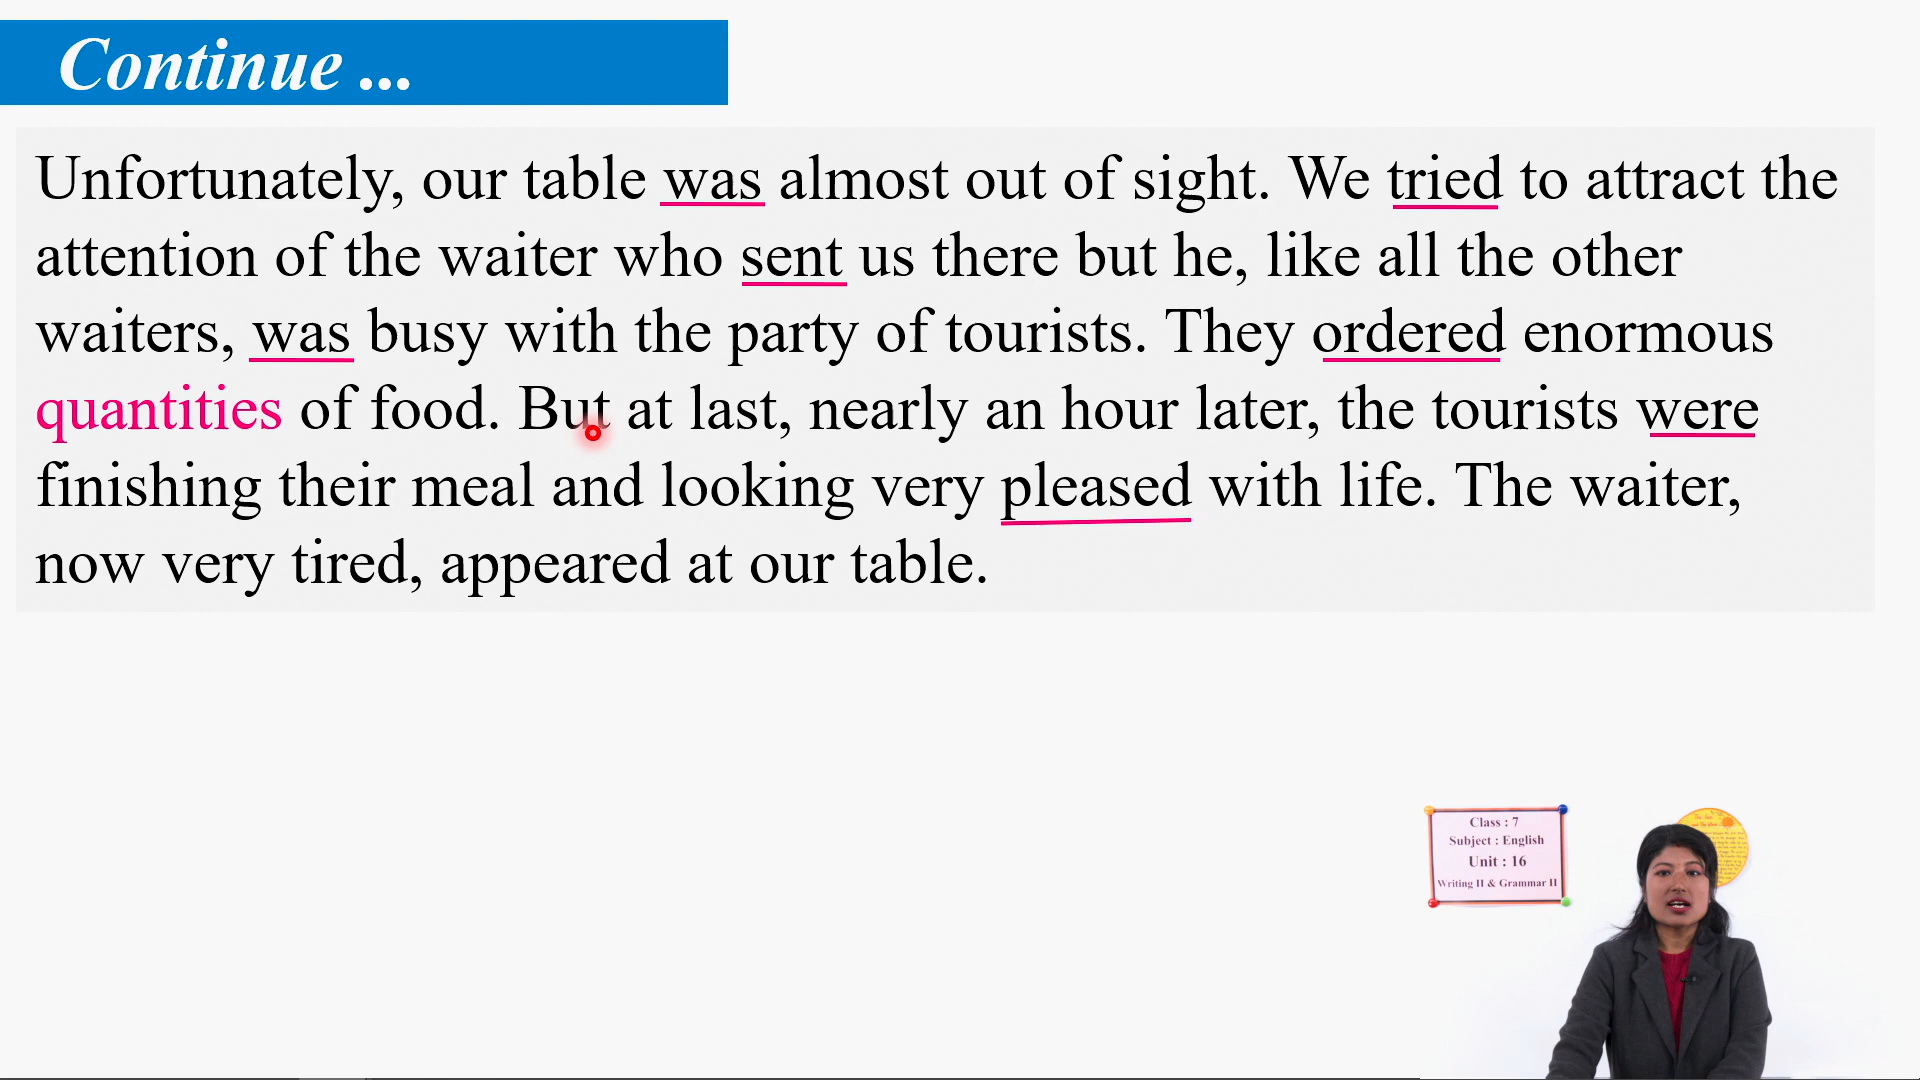 Continue ...
Unfortunately, our table was almost out of sight. We tried to attract the
attention of the waiter who sent us there but he, like all the other
waiters, was busy with the party of tourists. They ordered enormous
quantities of food. But at last, nearly an hour later, the tourists were
finishing their meal and looking very pleased with life. The waiter,
now very tired, appeared at our table.
Class : 7
Subject : English
Unit : 16
Writing II & Grammar II